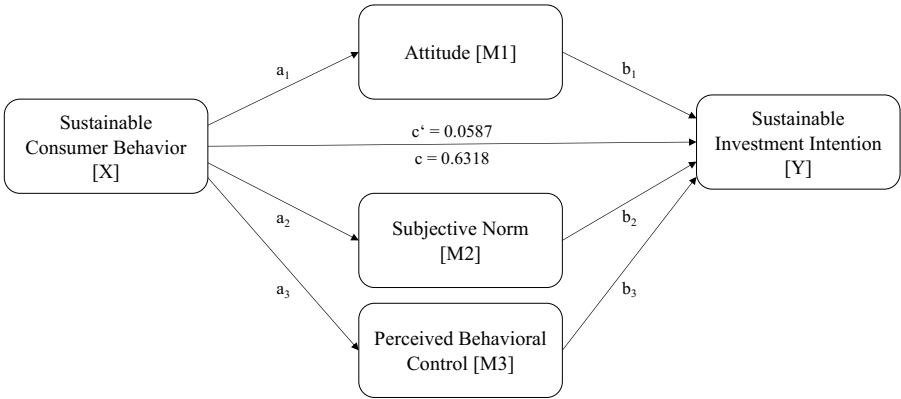 Attitude [M1]
a₁
b₁
Sustainable
Consumer Behavior
[X]
c‘ = 0.0587
c = 0.6318
Sustainable
Investment Intention
[Y]
a₂
Subjective Norm
[M2]
b₂
a₃
b₃
Perceived Behavioral
Control [M3]